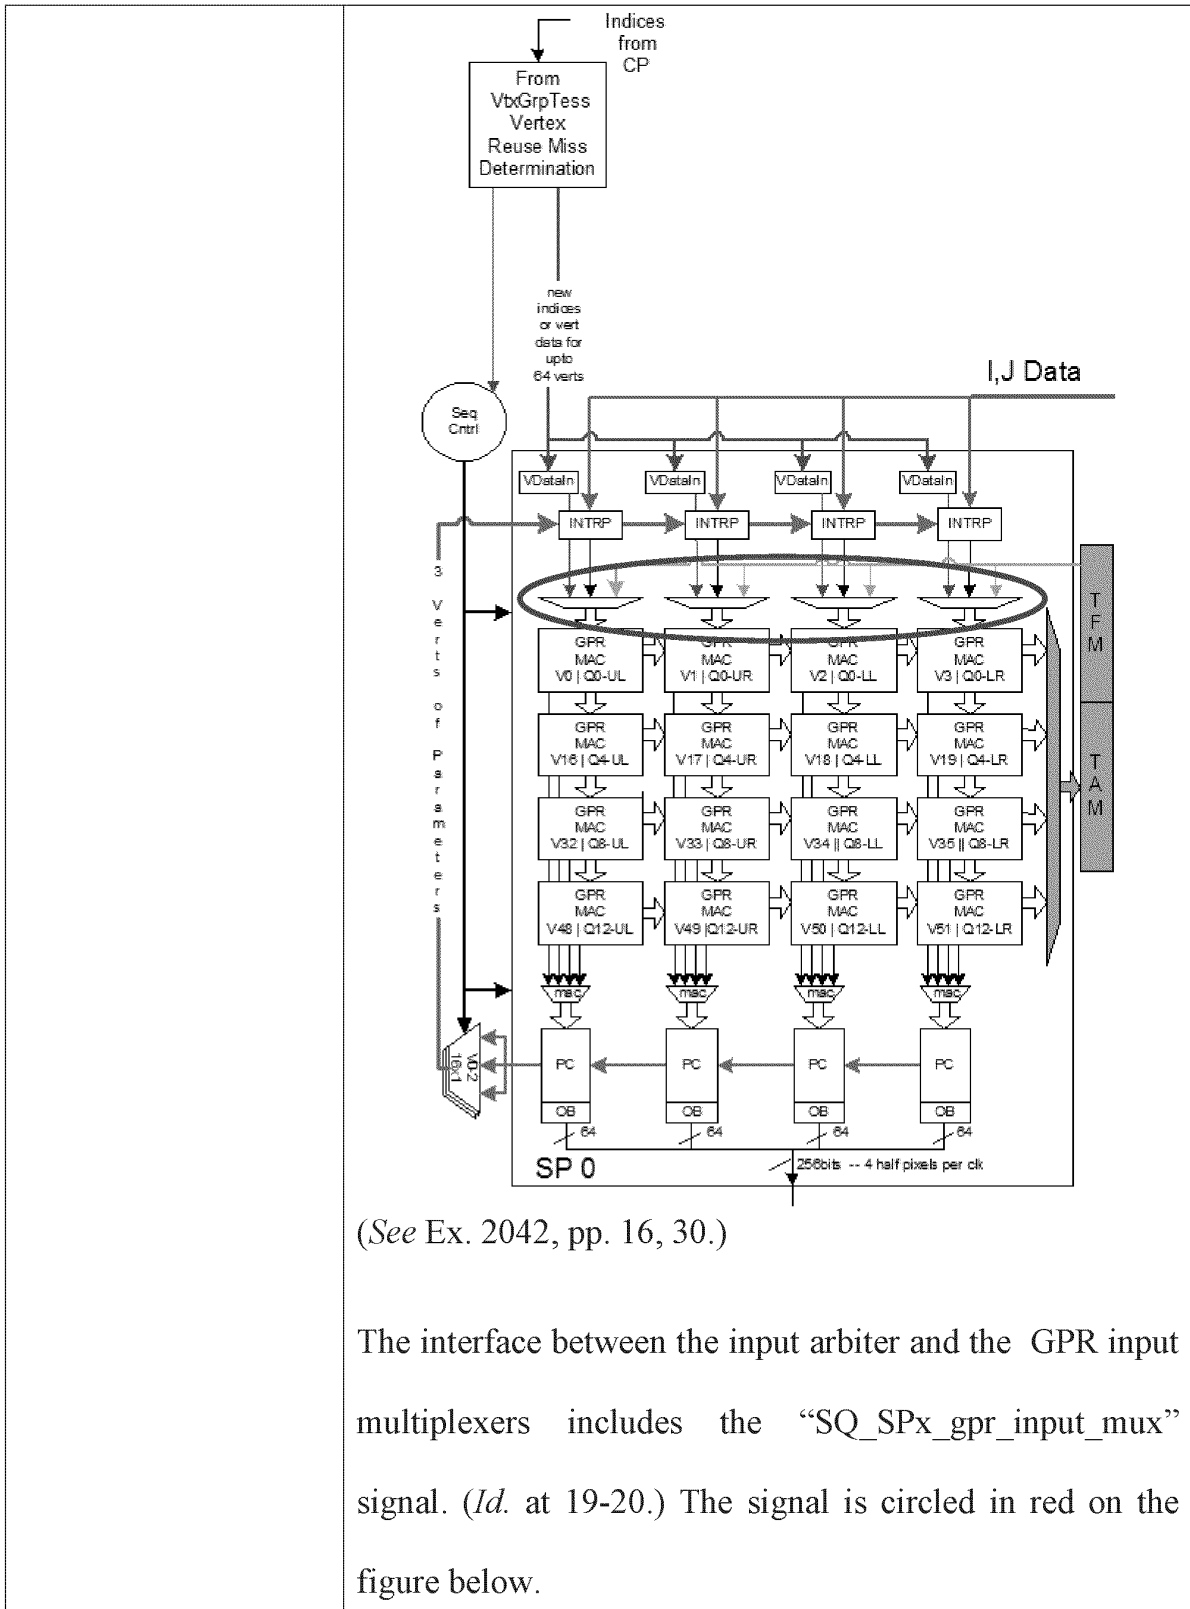 Indices
from
CP
From
VtxGrpTess
Vertex
Reuse Miss
Determination
new
indices
or vert
data for
upto
64 verts
I,J Data
Seq
Cntrl
VDataIn VDataIn VDataIn VDataIn
INTRP INTRP INTRP INTRP
3 Verts of Parameters
TFM
TAM
GPR
MAC
V0 | Q0-UL
GPR
MAC
V1 | Q0-UR
GPR
MAC
V2 | Q0-LL
GPR
MAC
V3 | Q0-LR
GPR
MAC
V16 | Q4-UL
GPR
MAC
V17 | Q4-UR
GPR
MAC
V18 | Q4-LL
GPR
MAC
V19 | Q4-LR
GPR
MAC
V32 | Q8-UL
GPR
MAC
V33 | Q8-UR
GPR
MAC
V34 || Q8-LL
GPR
MAC
V35 || Q8-LR
GPR
MAC
V48 | Q12-UL
GPR
MAC
V49 |Q12-UR
GPR
MAC
V50 | Q12-LL
GPR
MAC
V51 | Q12-LR
mac mac mac mac
V0-2
16x1
PC PC PC PC
OB OB OB OB
64 64 64 64
256bits -- 4 half pixels per clk
SP 0
(See Ex. 2042, pp. 16, 30.)
The interface between the input arbiter and the GPR input
multiplexers includes the “SQ_SPx_gpr_input_mux”
signal. (Id. at 19-20.) The signal is circled in red on the
figure below.